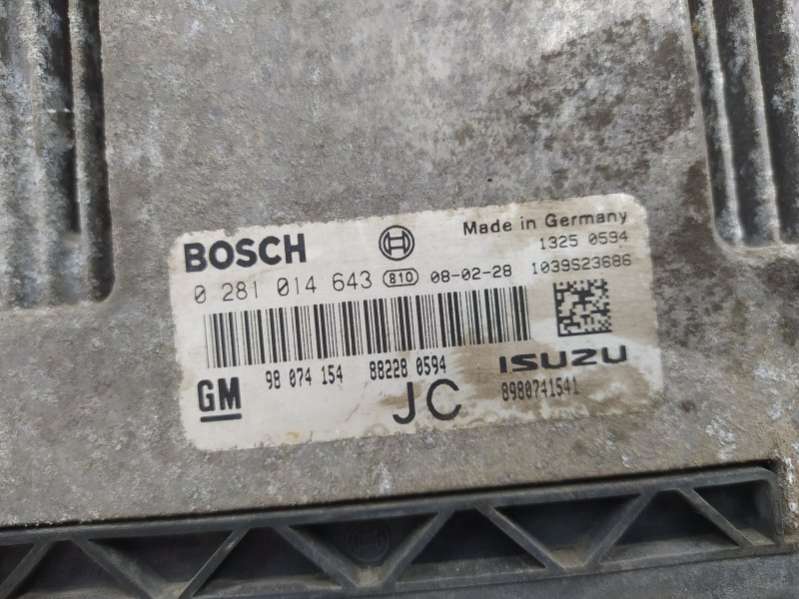 BOSCH Made in Germany
1325 0594
0 281 014 643 810 08-02-28 1039S23686
98 074 154 88228 0594 ISUZU
GM JC 8980741541